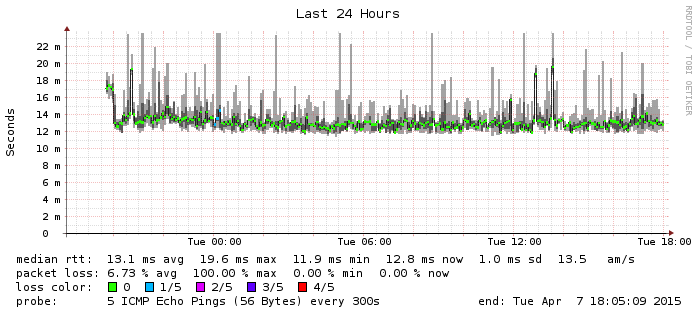 Last 24 Hours
RRDTOOL / TOBI OETIKER
Seconds
22 m
20 m
18 m
16 m
14 m
12 m
10 m
8 m
6 m
4 m
2 m
0
Tue 00:00 Tue 06:00 Tue 12:00 Tue 18:00
median rtt: 13.1 ms avg 19.6 ms max 11.9 ms min 12.8 ms now 1.0 ms sd 13.5 am/s
packet loss: 6.73 % avg 100.00 % max 0.00 % min 0.00 % now
loss color: 0 1/5 2/5 3/5 4/5
probe: 5 ICMP Echo Pings (56 Bytes) every 300s end: Tue Apr 7 18:05:09 2015